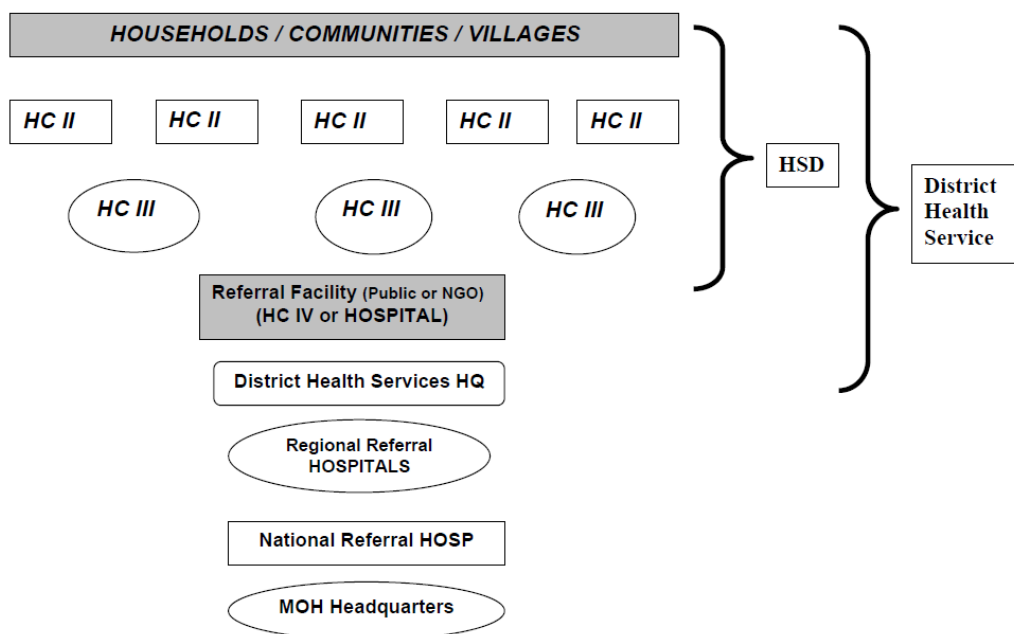 HOUSEHOLDS / COMMUNITIES / VILLAGES
HC II
HC II
HC II
HC II
HC II
HSD
District
Health
Service
HC III
HC III
HC III
Referral Facility (Public or NGO)
(HC IV or HOSPITAL)
District Health Services HQ
Regional Referral
HOSPITALS
National Referral HOSP
MOH Headquarters